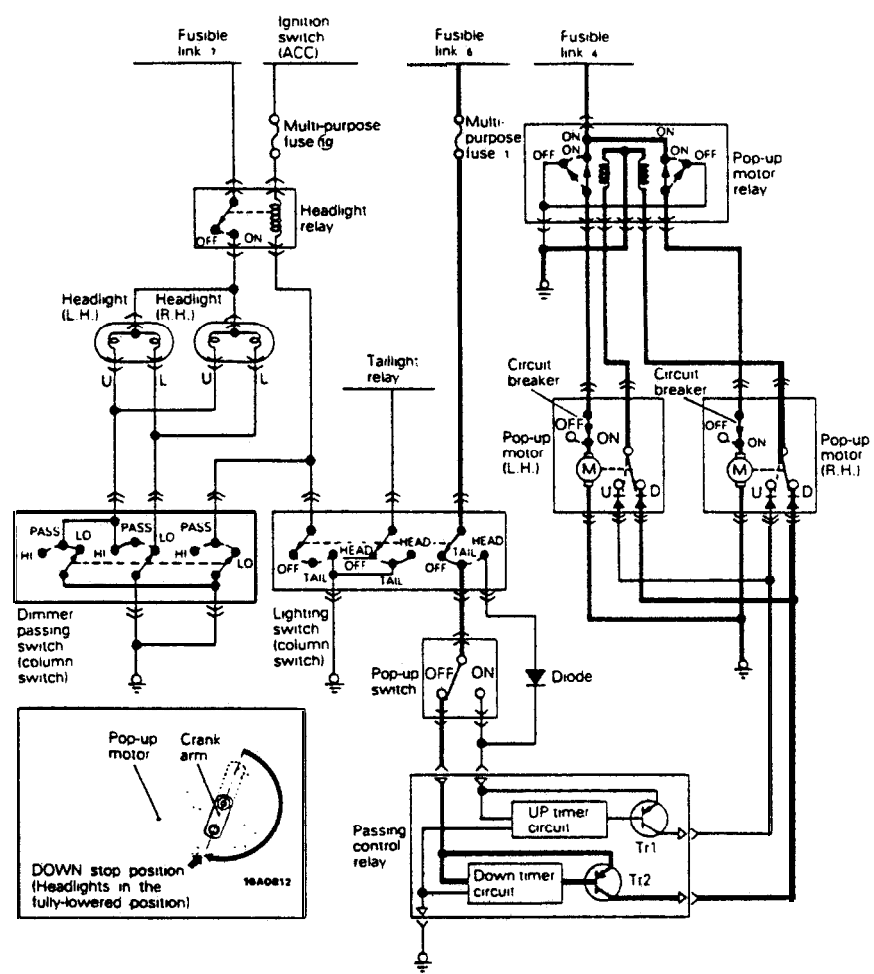 Fusible
link 7
Ignition
switch
(ACC)
Fusible
link 6
Fusible
link 4
Multi-purpose
fuse 19
Multi-
purpose
fuse 1
ON
ON
ON
ON
OFF
OFF
Pop-up
motor
relay
Headlight
relay
OFF
ON
Headlight
(L.H.)
Headlight
(R.H.)
U
L
U
L
Taillight
relay
Circuit
breaker
Circuit
breaker
OFF
ON
Pop-up
motor
(L.H.)
M
U
D
OFF
ON
Pop-up
motor
(R.H.)
M
U
D
PASS
LO
HI
PASS
LO
HI
PASS
HI
LO
OFF
TAIL
HEAD
OFF
HEAD
TAIL
OFF
TAIL
HEAD
Dimmer
passing
switch
(column
switch)
Lighting
switch
(column
switch)
Pop-up
switch
OFF
ON
Diode
Pop-up
motor
Crank
arm
DOWN stop position
(Headlights in the
fully-lowered position)
16A0812
Passing
control
relay
UP timer
circuit
Tr1
Down timer
circuit
Tr2